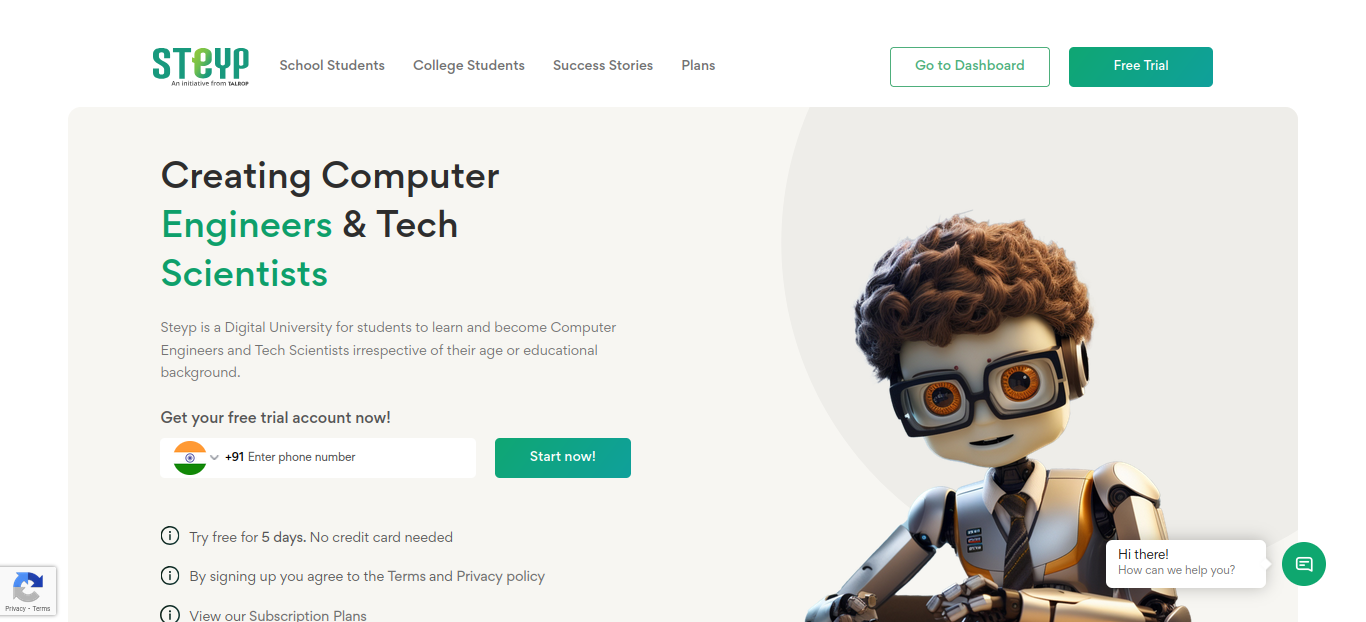 STEYP
An initiative from TALROP
School Students
College Students
Success Stories
Plans
Go to Dashboard
Free Trial
Creating Computer
Engineers & Tech
Scientists
Steyp is a Digital University for students to learn and become Computer
Engineers and Tech Scientists irrespective of their age or educational
background.
Get your free trial account now!
+91 Enter phone number
Start now!
Try free for 5 days. No credit card needed
By signing up you agree to the Terms and Privacy policy
View our Subscription Plans
Hi there!
How can we help you?
Privacy - Terms